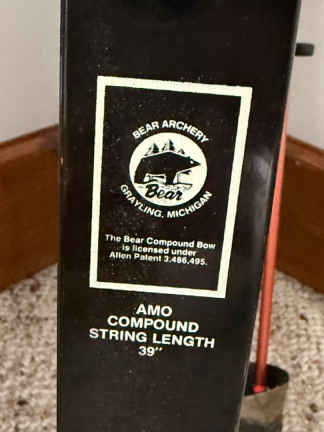 BEAR ARCHERY
Bear
GRAYLING, MICHIGAN
The Bear Compound Bow
is licensed under
Allen Patent 3,486,495.
AMO
COMPOUND
STRING LENGTH
39"